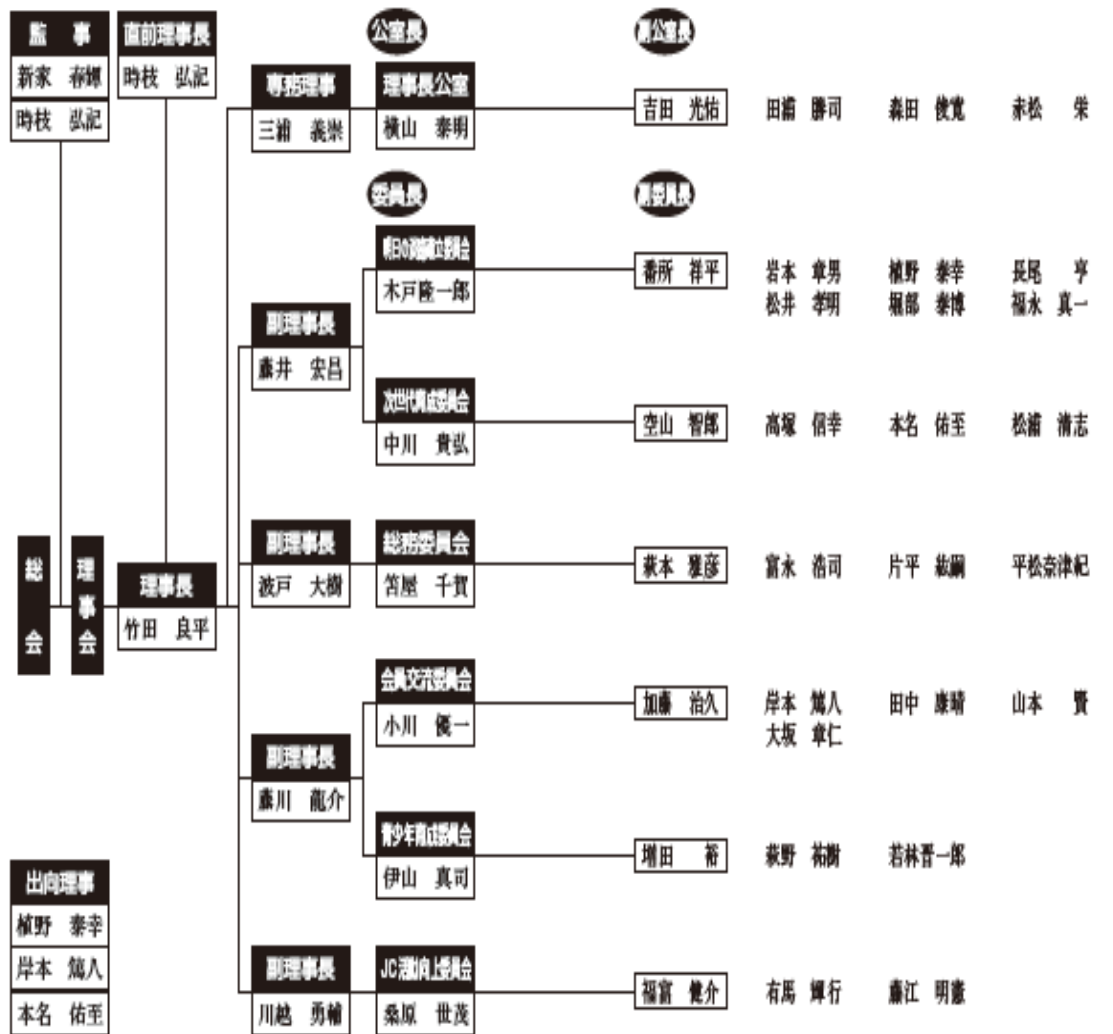 監 事
新家 春輝
時枝 弘記
直前理事長
時枝 弘記
公室長
副公室長
専務理事
三浦 義崇
理事長公室
横山 泰明
吉田 光佑 田浦 勝司 森田 俊寛 赤松 栄
委員長
副委員長
木戸隆一郎
番所 祥平 岩本 章男 植野 泰幸 長尾 亨
松井 孝明 堀部 泰博 福永 真一
副理事長
藤井 宏昌
次世代育成委員会
中川 貴弘
空山 智郎 高塚 信幸 本名 佑至 松浦 清志
総会
理事会
理事長
竹田 良平
副理事長
波戸 大樹
総務委員会
笘屋 千賀
萩本 雅彦 富永 浩司 片平 紘嗣 平松奈津紀
会員交流委員会
小川 優一
加藤 治久 岸本 篤人 田中 康晴 山本 賢
大坂 章仁
副理事長
藤川 龍介
青少年育成委員会
伊山 真司
増田 裕 萩野 祐樹 若林晋一郎
出向理事
植野 泰幸
岸本 篤人
本名 佑至
副理事長
川越 勇輔
JC活動向上委員会
桑原 世茂
福富 健介 有馬 輝行 藤江 明憲